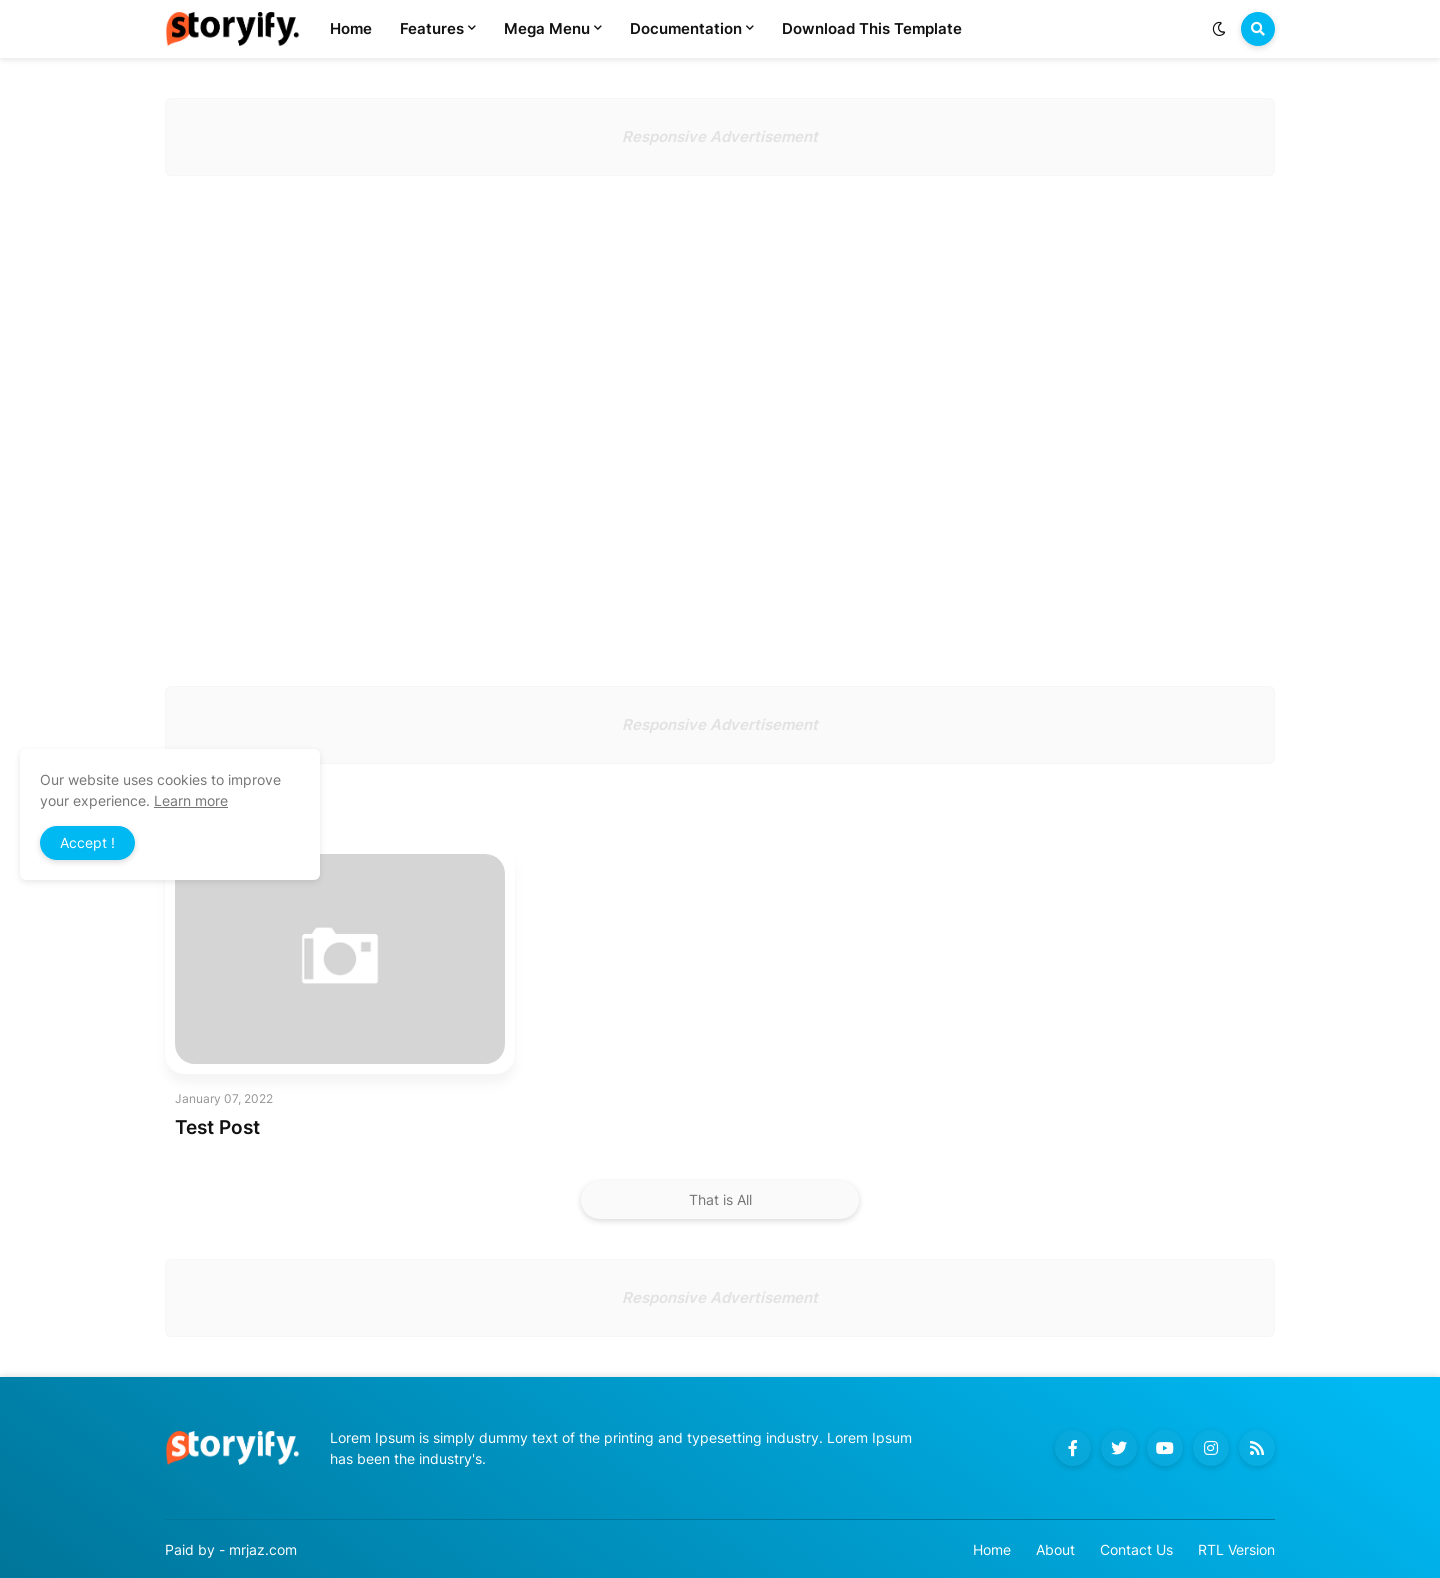 storyify.
Home
Features
Mega Menu
Documentation
Download This Template
Responsive Advertisement
Responsive Advertisement
Our website uses cookies to improve
your experience. Learn more
Accept !
January 07, 2022
Test Post
That is All
Responsive Advertisement
storyify.
Lorem Ipsum is simply dummy text of the printing and typesetting industry. Lorem Ipsum
has been the industry's.
Paid by - mrjaz.com
Home
About
Contact Us
RTL Version